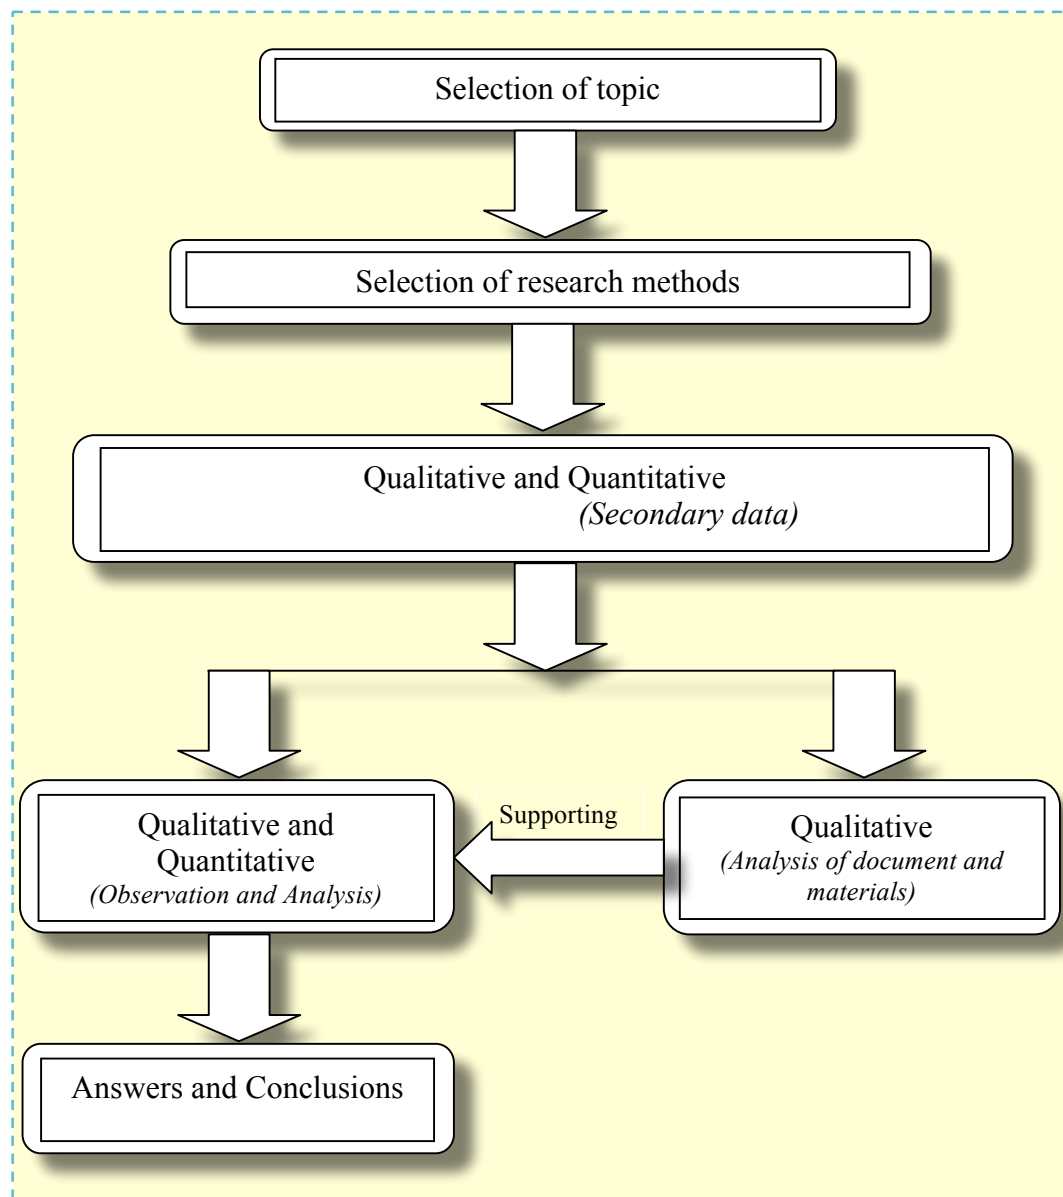 Selection of topic
Selection of research methods
Qualitative and Quantitative
(Secondary data)
Qualitative and
Quantitative
(Observation and Analysis)
Supporting
Qualitative
(Analysis of document and
materials)
Answers and Conclusions